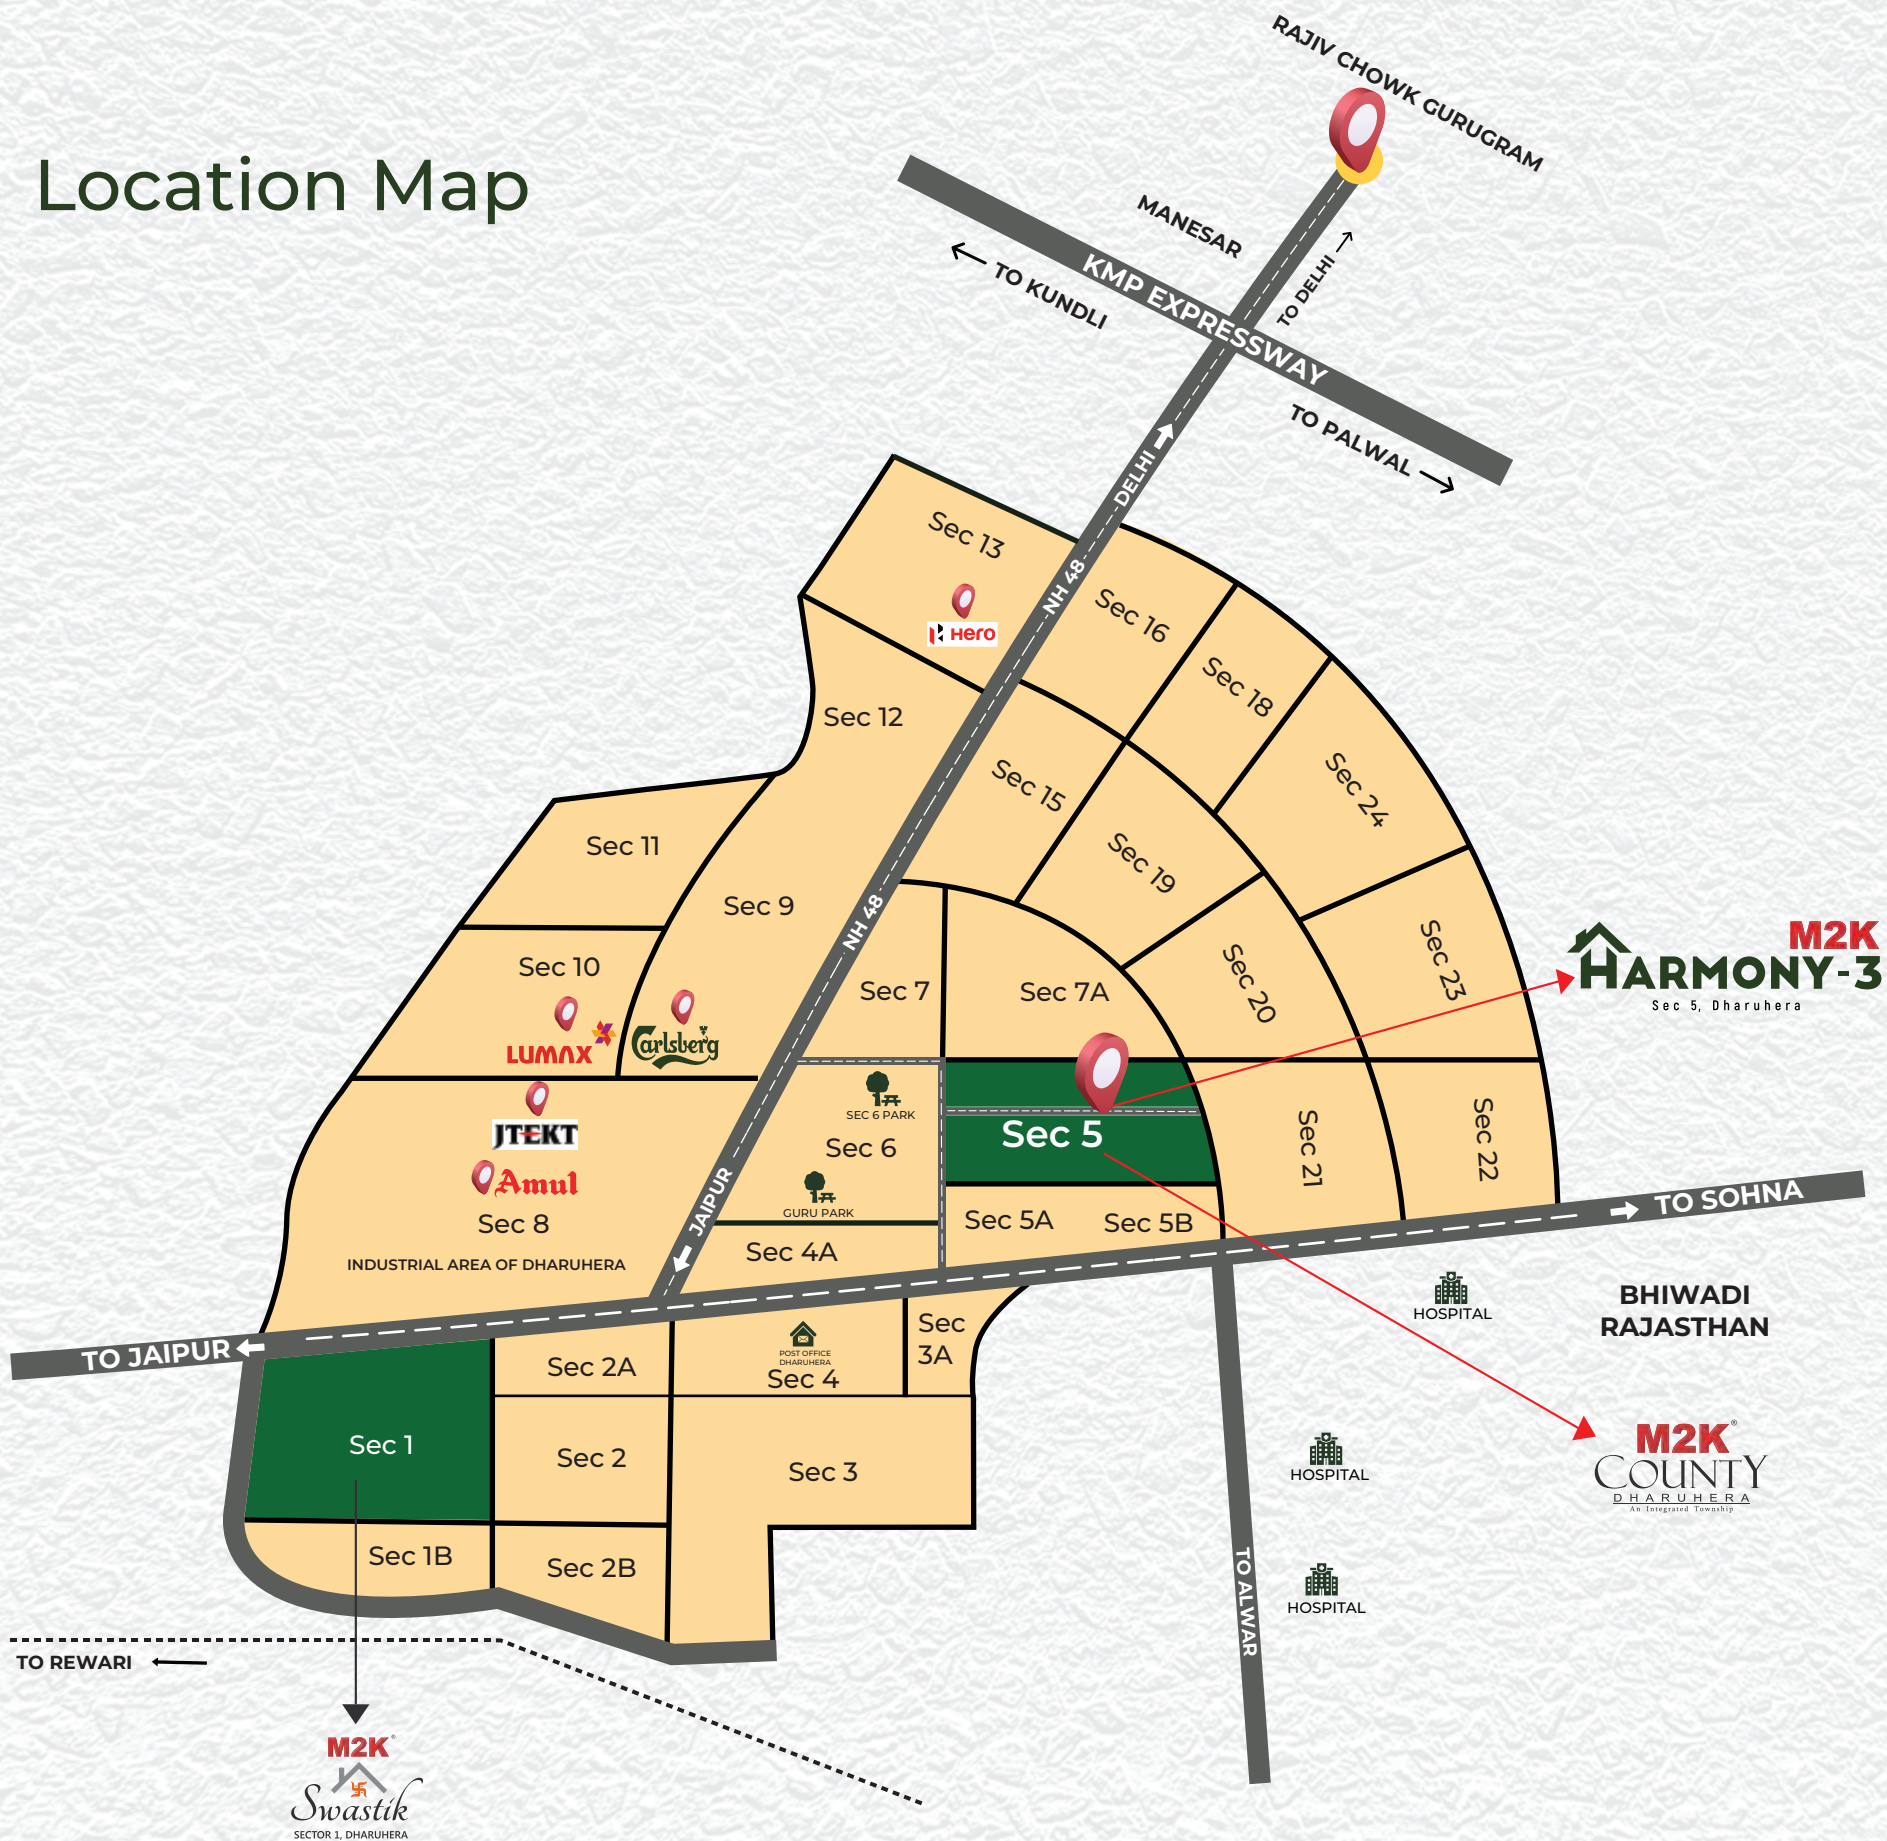 RAJIV CHOWK GURUGRAM
Location Map
MANESAR
KMP EXPRESSWAY
TO KUNDLI
TO DELHI
TO PALWAL
DELHI
Sec 13
Hero
NH 48
Sec 16
Sec 18
Sec 12
Sec 15
Sec 24
Sec 11
Sec 19
Sec 9
NH 48
Sec 10
Sec 7
Sec 7A
Sec 20
Sec 23
M2K
HARMONY-3
Sec 5, Dharuhera
LUMAX
Carlsberg
JTEKT
SEC 6 PARK
Sec 6
Sec 5
Sec 21
Sec 22
Amul
Sec 8
JAIPUR
GURU PARK
INDUSTRIAL AREA OF DHARUHERA
Sec 4A
Sec 5A
Sec 5B
TO SOHNA
HOSPITAL
BHIWADI
RAJASTHAN
TO JAIPUR
Sec 2A
POST OFFICE
DHARUHERA
Sec 4
Sec
3A
Sec 1
Sec 2
Sec 3
HOSPITAL
M2K®
COUNTY
DHARUHERA
An Integrated Township
Sec 1B
Sec 2B
TO ALWAR
HOSPITAL
TO REWARI
M2K®
Swastik
SECTOR 1, DHARUHERA